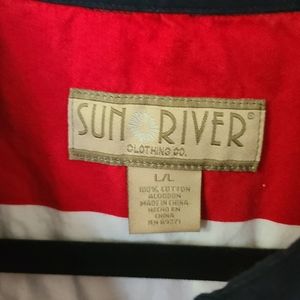 SUN RIVER®
CLOTHING CO.
L/L
100% COTTON
ALGODON
MADE IN CHINA
HECHO EN
CHINA